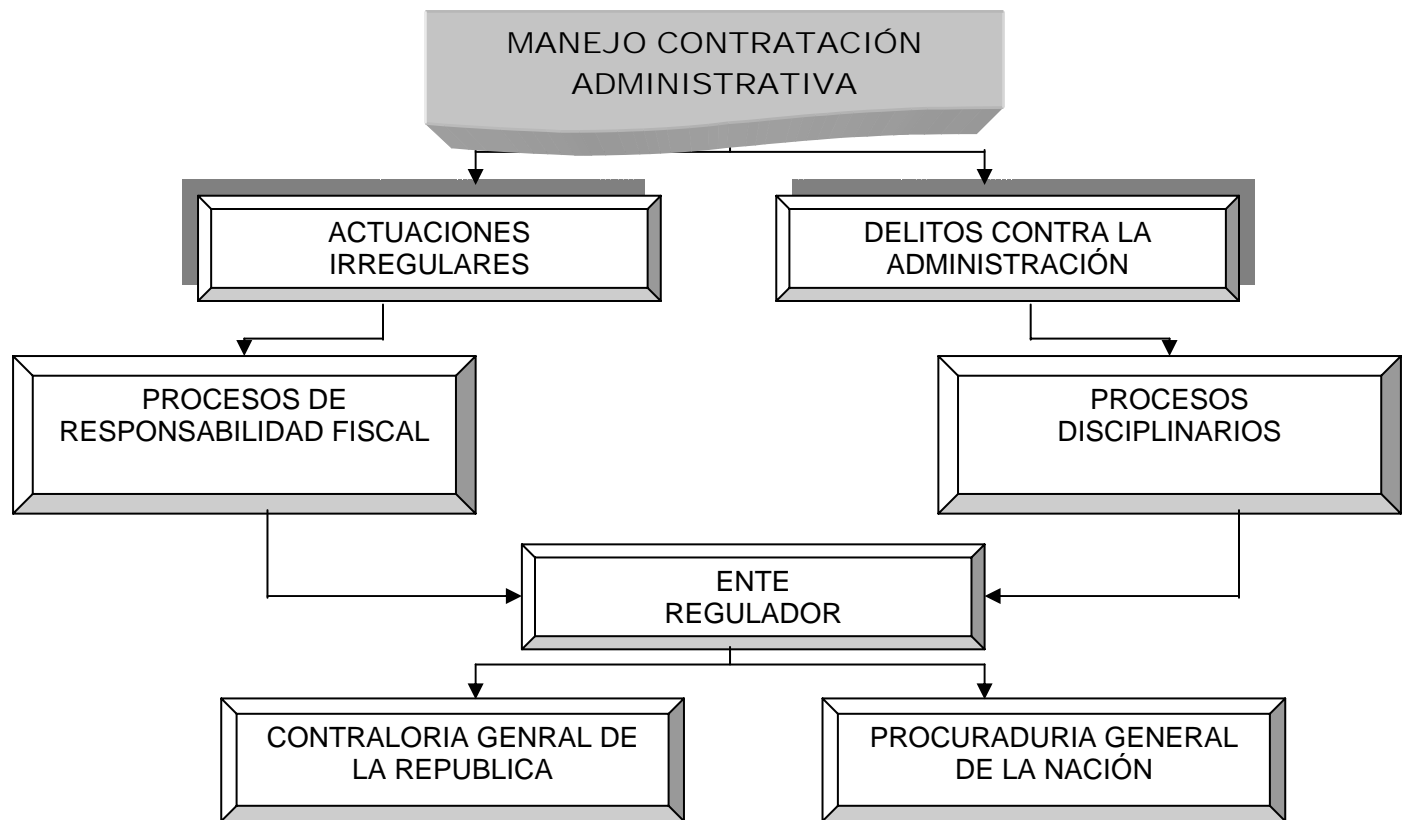 MANEJO CONTRATACIÓN
ADMINISTRATIVA
ACTUACIONES
IRREGULARES
DELITOS CONTRA LA
ADMINISTRACIÓN
PROCESOS DE
RESPONSABILIDAD FISCAL
PROCESOS
DISCIPLINARIOS
ENTE
REGULADOR
CONTRALORIA GENRAL DE
LA REPUBLICA
PROCURADURIA GENERAL
DE LA NACIÓN